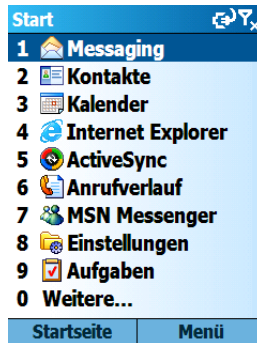 Start
1 Messaging
2 Kontakte
3 Kalender
4 Internet Explorer
5 ActiveSync
6 Anrufverlauf
7 MSN Messenger
8 Einstellungen
9 Aufgaben
0 Weitere...
Startseite Menü